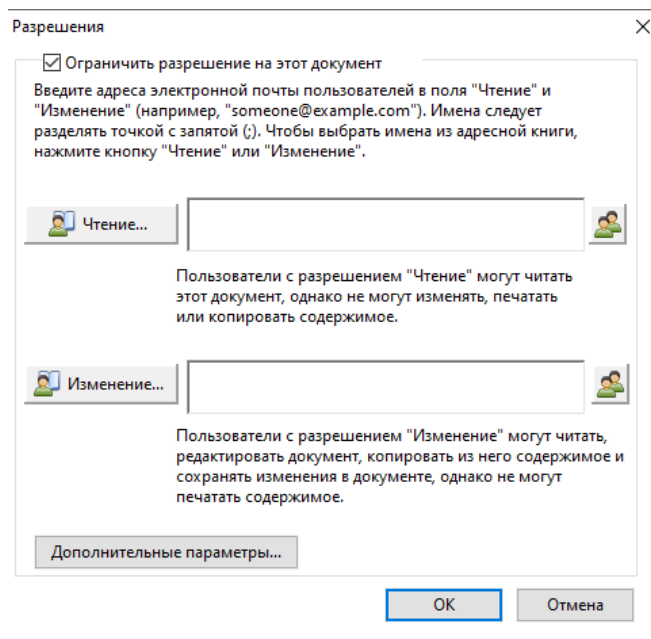 Разрешения
Ограничить разрешение на этот документ
Введите адреса электронной почты пользователей в поля "Чтение" и
"Изменение" (например, "someone@example.com"). Имена следует
разделять точкой с запятой (;). Чтобы выбрать имена из адресной книги,
нажмите кнопку "Чтение" или "Изменение".
Чтение...
Пользователи с разрешением "Чтение" могут читать
этот документ, однако не могут изменять, печатать
или копировать содержимое.
Изменение...
Пользователи с разрешением "Изменение" могут читать,
редактировать документ, копировать из него содержимое и
сохранять изменения в документе, однако не могут
печатать содержимое.
Дополнительные параметры...
ОК
Отмена